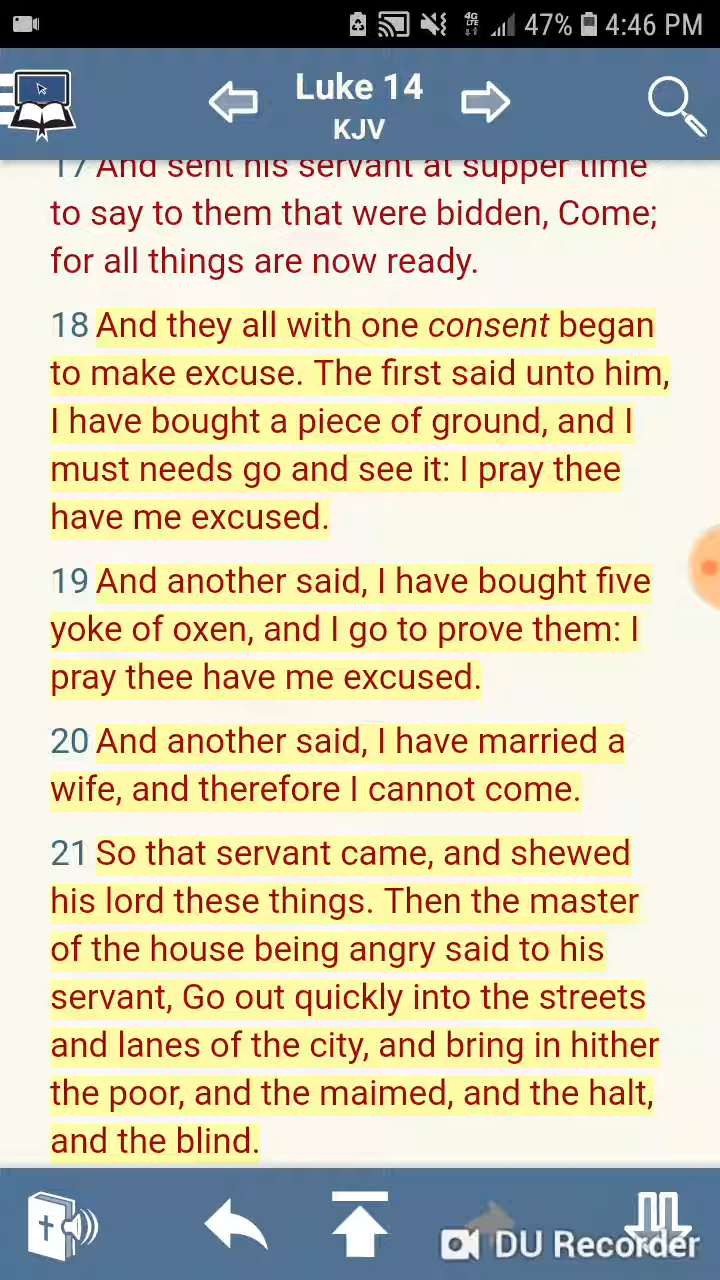 4G LTE 47% 4:46 PM
Luke 14
KJV
17 And sent his servant at supper time
to say to them that were bidden, Come;
for all things are now ready.
18 And they all with one consent began
to make excuse. The first said unto him,
I have bought a piece of ground, and I
must needs go and see it: I pray thee
have me excused.
19 And another said, I have bought five
yoke of oxen, and I go to prove them: I
pray thee have me excused.
20 And another said, I have married a
wife, and therefore I cannot come.
21 So that servant came, and shewed
his lord these things. Then the master
of the house being angry said to his
servant, Go out quickly into the streets
and lanes of the city, and bring in hither
the poor, and the maimed, and the halt,
and the blind.
DU Recorder